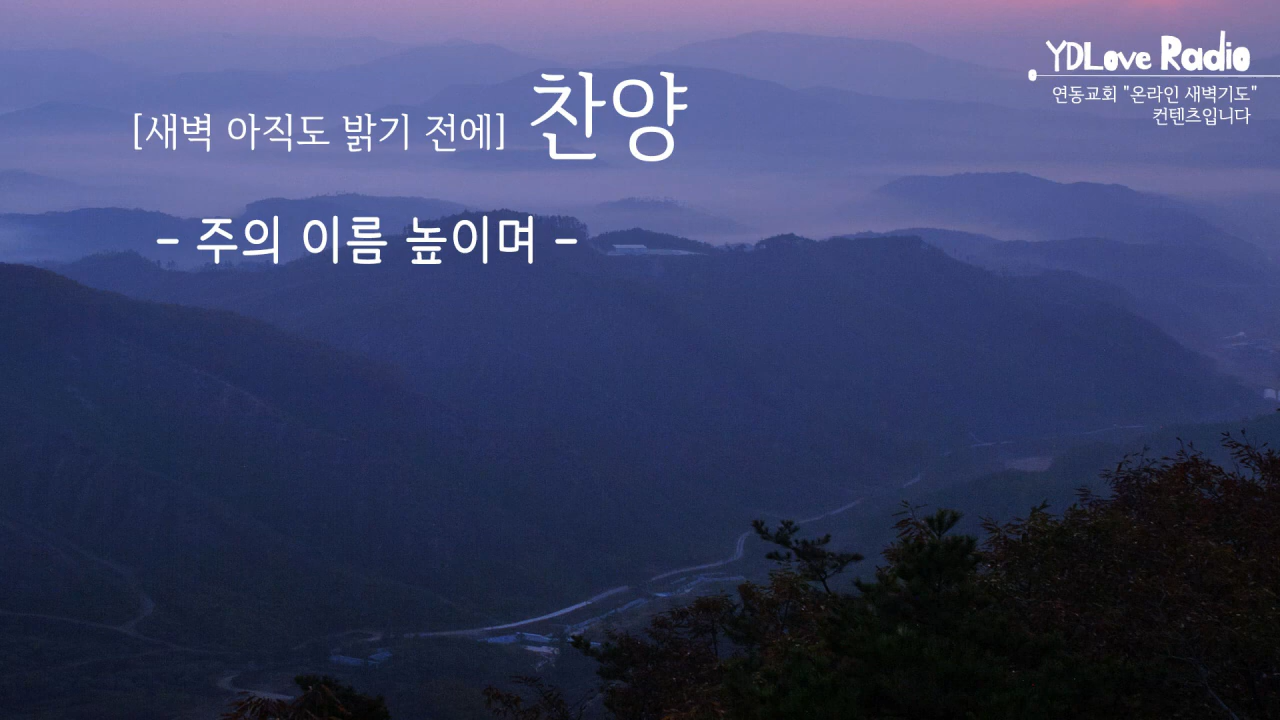 YDLove Radio
연동교회 "온라인 새벽기도"
컨텐츠입니다
[새벽 아직도 밝기 전에] 찬양
- 주의 이름 높이며 -